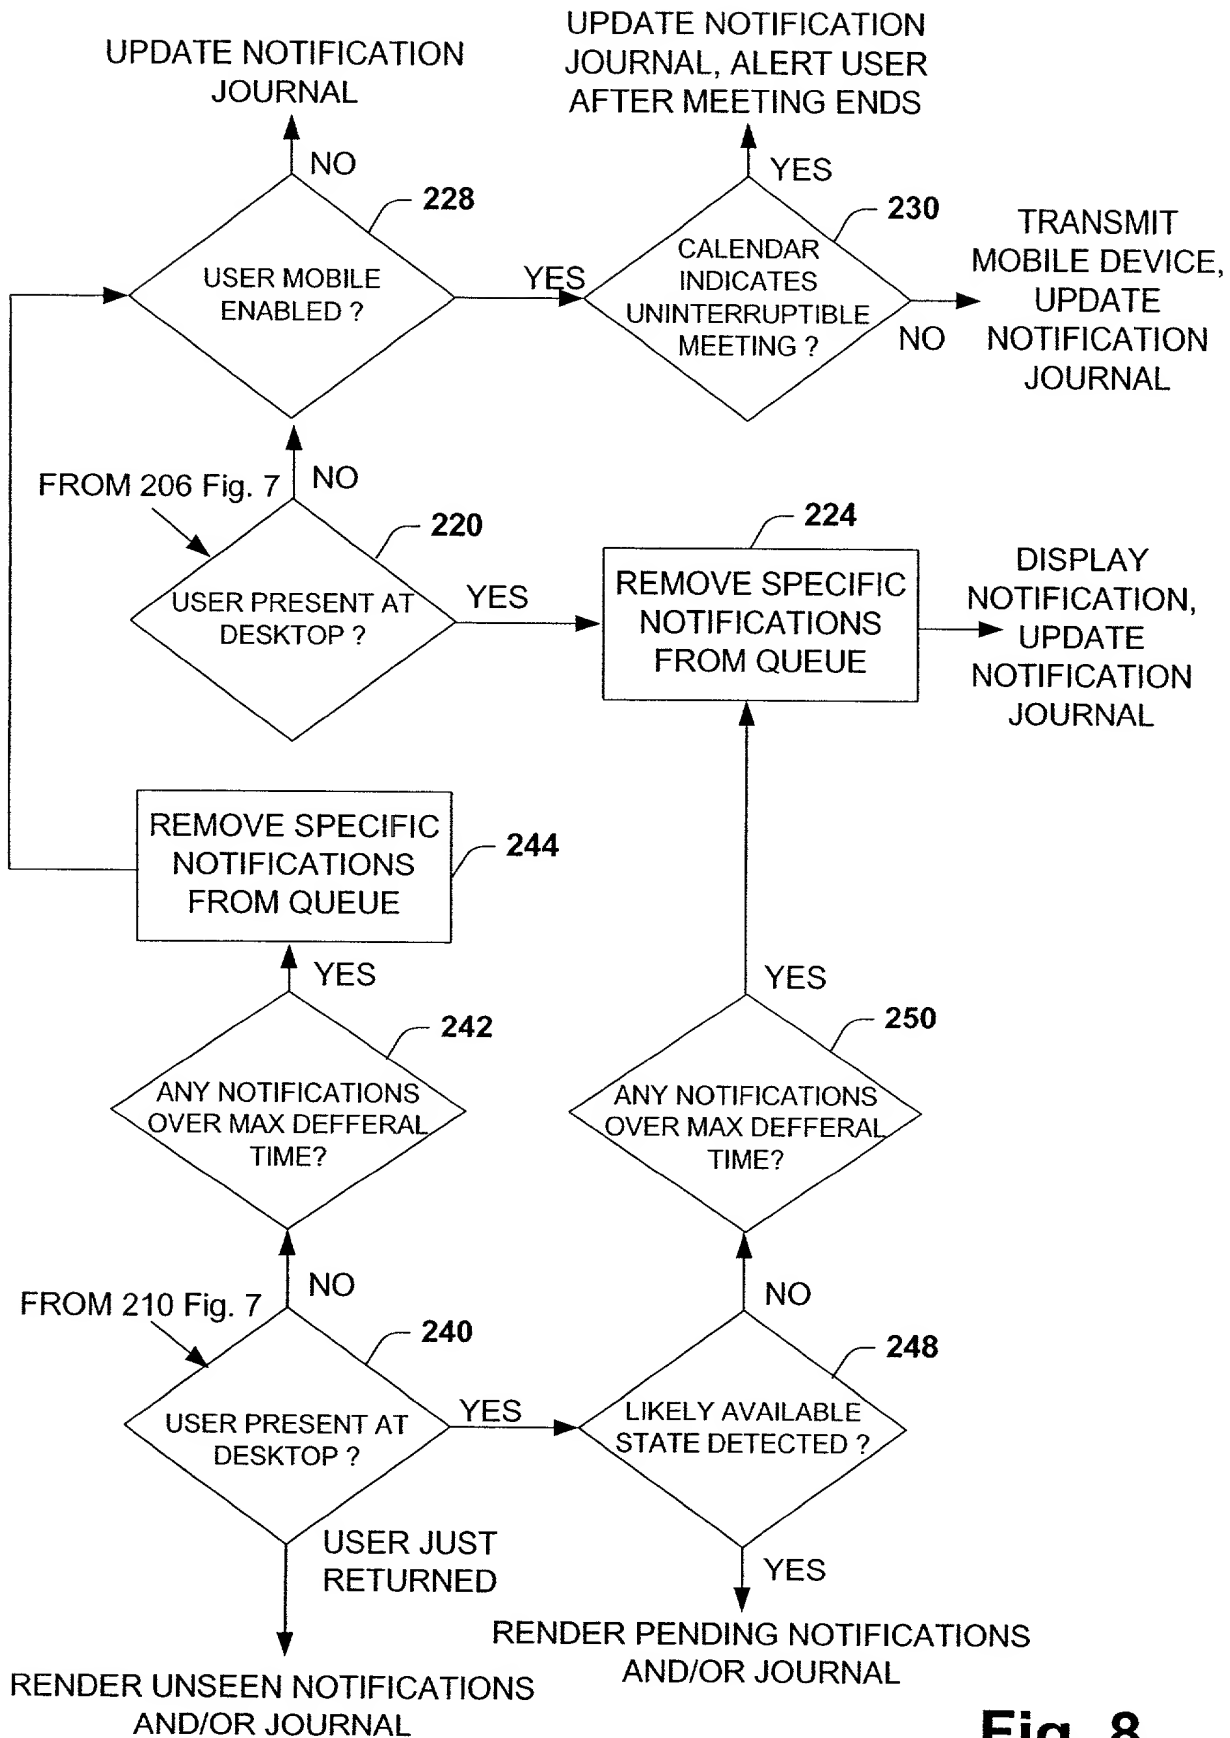 UPDATE NOTIFICATION
JOURNAL
UPDATE NOTIFICATION
JOURNAL, ALERT USER
AFTER MEETING ENDS
NO
YES
228
230
USER MOBILE
ENABLED ?
YES
CALENDAR
INDICATES
UNINTERRUPTIBLE
MEETING ?
NO
TRANSMIT
MOBILE DEVICE,
UPDATE
NOTIFICATION
JOURNAL
FROM 206 Fig. 7
NO
220
USER PRESENT AT
DESKTOP ?
YES
224
REMOVE SPECIFIC
NOTIFICATIONS
FROM QUEUE
DISPLAY
NOTIFICATION,
UPDATE
NOTIFICATION
JOURNAL
REMOVE SPECIFIC
NOTIFICATIONS
FROM QUEUE
244
YES
YES
242
250
ANY NOTIFICATIONS
OVER MAX DEFFERAL
TIME?
ANY NOTIFICATIONS
OVER MAX DEFFERAL
TIME?
FROM 210 Fig. 7
NO
NO
240
248
USER PRESENT AT
DESKTOP ?
YES
LIKELY AVAILABLE
STATE DETECTED ?
USER JUST
RETURNED
YES
RENDER PENDING NOTIFICATIONS
AND/OR JOURNAL
RENDER UNSEEN NOTIFICATIONS
AND/OR JOURNAL
Fig. 8